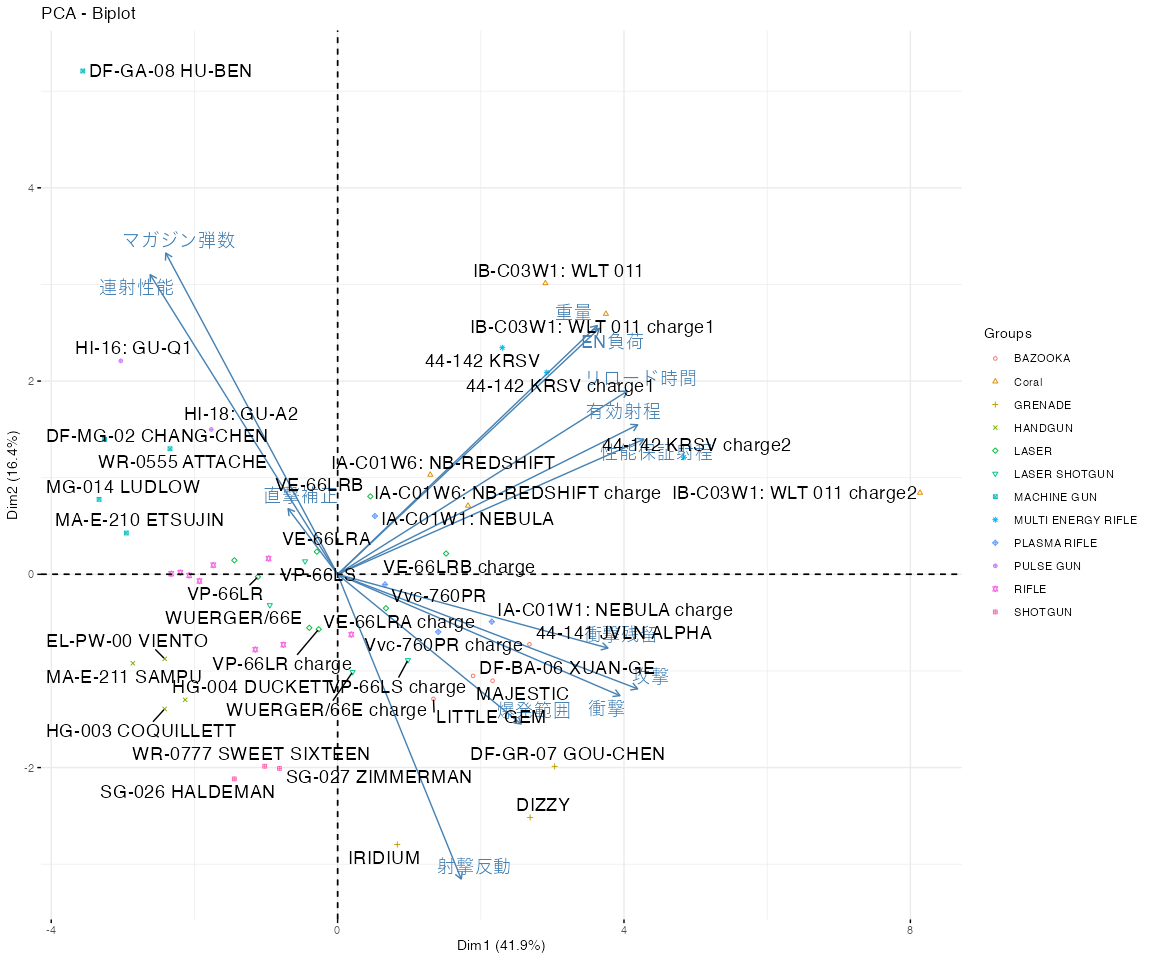 PCA - Biplot
DF-GA-08 HU-BEN
4
マガジン弾数
連射性能
IB-C03W1: WLT 011
重量
IB-C03W1: WLT 011 charge1
EN負荷
HI-16: GU-Q1
44-142 KRSV
2
リロード時間
44-142 KRSV charge1
HI-18: GU-A2
有効射程
DF-MG-02 CHANG-CHEN
44-142 KRSV charge2
性能保証射程
WR-0555 ATTACHE
IA-C01W6: NB-REDSHIFT
MG-014 LUDLOW
VE-66LRB
直撃補正
IA-C01W6: NB-REDSHIFT charge
IB-C03W1: WLT 011 charge2
MA-E-210 ETSUJIN
IA-C01W1: NEBULA
VE-66LRA
VE-66LRB charge
0
VP-66LS
VP-66LR
Vvc-760PR
IA-C01W1: NEBULA charge
WUERGER/66E
VE-66LRA charge
44-141 JVLN ALPHA
衝撃残留
EL-PW-00 VIENTO
Vvc-760PR charge
VP-66LR charge
DF-BA-06 XUAN-GE
MA-E-211 SAMPU
攻撃
HG-004 DUCKETT
VP-66LS charge
MAJESTIC
WUERGER/66E charge
爆発範囲
衝撃
LITTLE GEM
HG-003 COQUILLETT
WR-0777 SWEET SIXTEEN
DF-GR-07 GOU-CHEN
-2
SG-027 ZIMMERMAN
SG-026 HALDEMAN
DIZZY
IRIDIUM
射撃反動
-4
0
4
8
Dim1 (41.9%)
Dim2 (16.4%)
Groups
BAZOOKA
Coral
GRENADE
HANDGUN
LASER
LASER SHOTGUN
MACHINE GUN
MULTI ENERGY RIFLE
PLASMA RIFLE
PULSE GUN
RIFLE
SHOTGUN